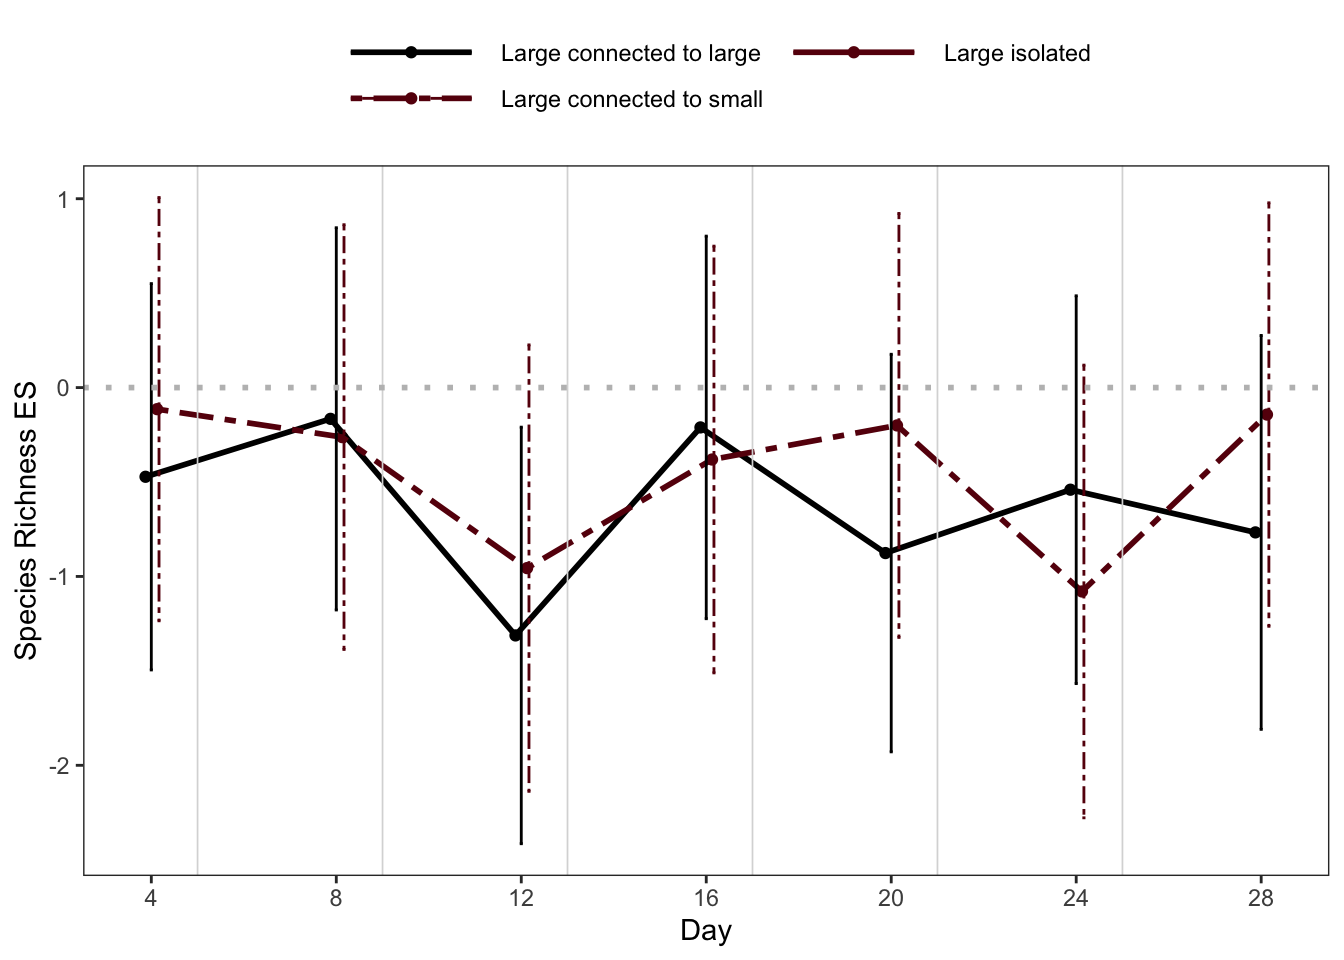 Large connected to large
Large isolated
Large connected to small
Species Richness ES
1
0
-1
-2
4 8 12 16 20 24 28
Day